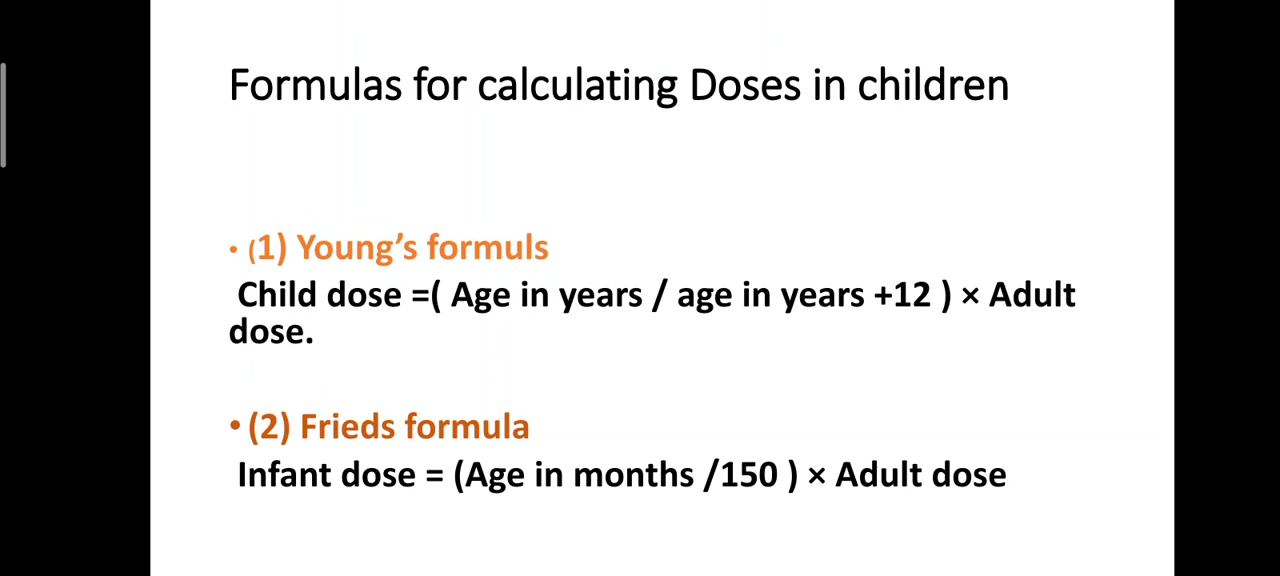 Formulas for calculating Doses in children
• (1) Young’s formuls
Child dose =( Age in years / age in years +12 ) × Adult
dose.
• (2) Frieds formula
Infant dose = (Age in months /150 ) × Adult dose